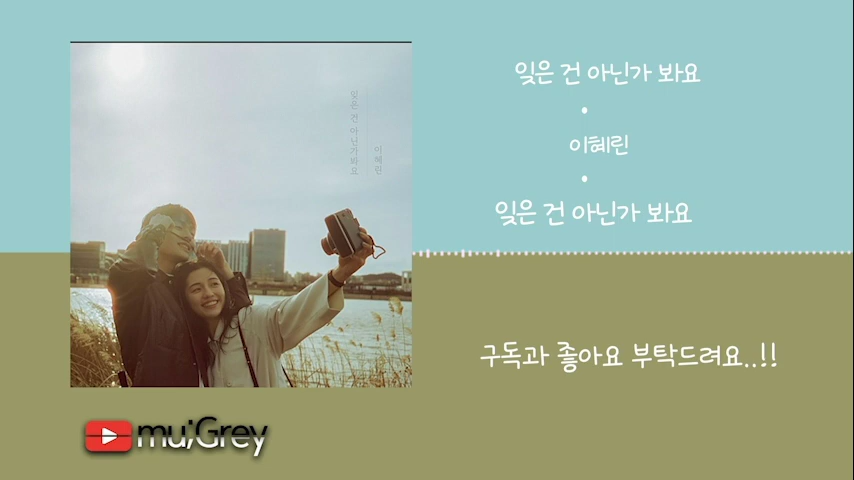 잊은 건 아닌가봐요
이혜린
잊은 건 아닌가 봐요
•
이혜린
•
잊은 건 아닌가 봐요
구독과 좋아요 부탁드려요..!!
mu;Grey